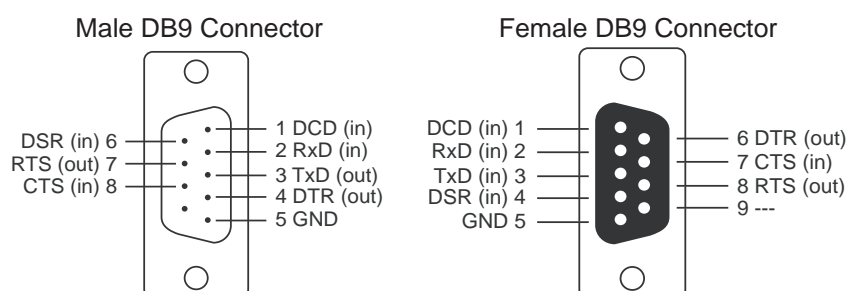 Male DB9 Connector
DSR (in) 6
RTS (out) 7
CTS (in) 8
1 DCD (in)
2 RxD (in)
3 TxD (out)
4 DTR (out)
5 GND
Female DB9 Connector
DCD (in) 1
RxD (in) 2
TxD (in) 3
DSR (in) 4
GND 5
6 DTR (out)
7 CTS (in)
8 RTS (out)
9 ---